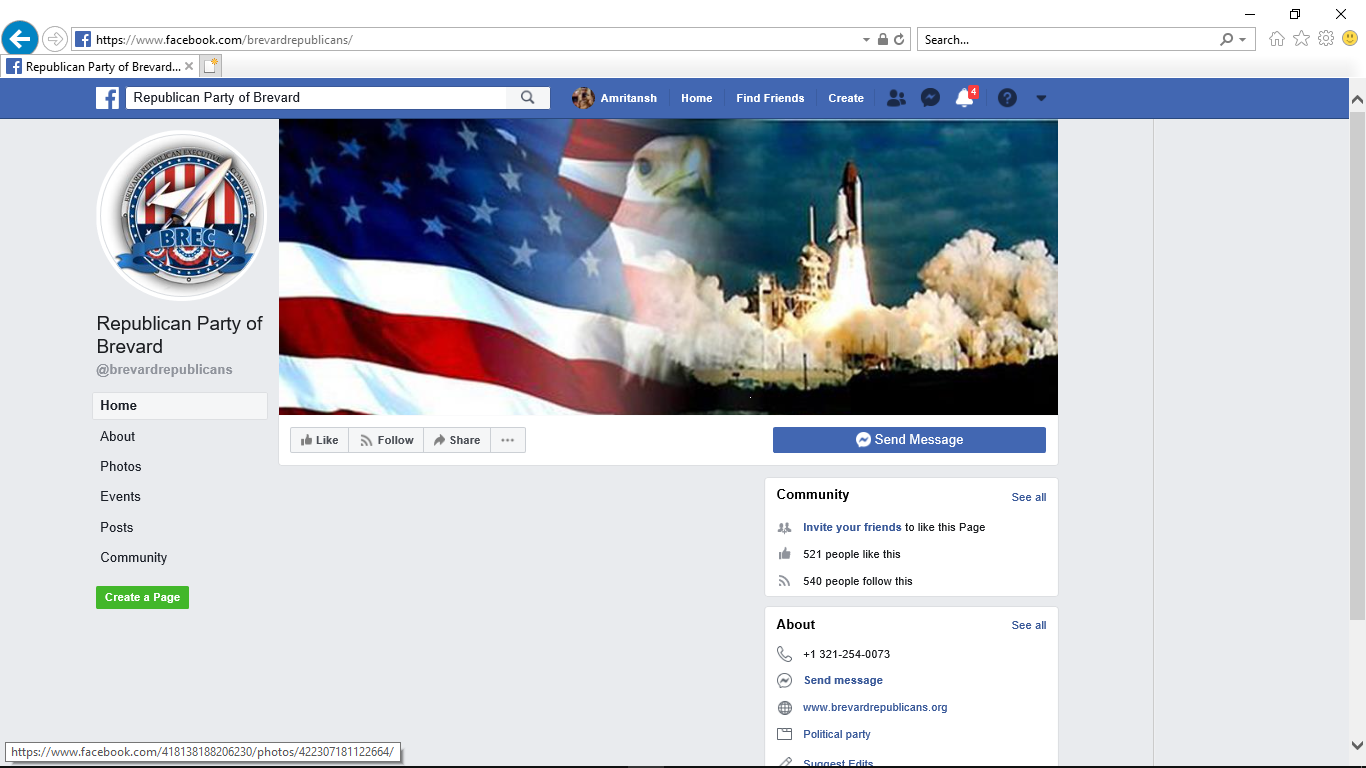 https://www.facebook.com/brevardrepublicans/
Search...
Republican Party of Brevard...
Republican Party of Brevard
Amritansh
Home
Find Friends
Create
4
BREVARD REPUBLICAN EXECUTIVE COMMITTEE
BREC
Republican Party of
Brevard
@brevardrepublicans
Home
About
Photos
Events
Posts
Community
Create a Page
Like
Follow
Share
Send Message
Community
See all
Invite your friends to like this Page
521 people like this
540 people follow this
About
See all
+1 321-254-0073
Send message
www.brevardrepublicans.org
Political party
Suggest Edits
https://www.facebook.com/418138188206230/photos/422307181122664/